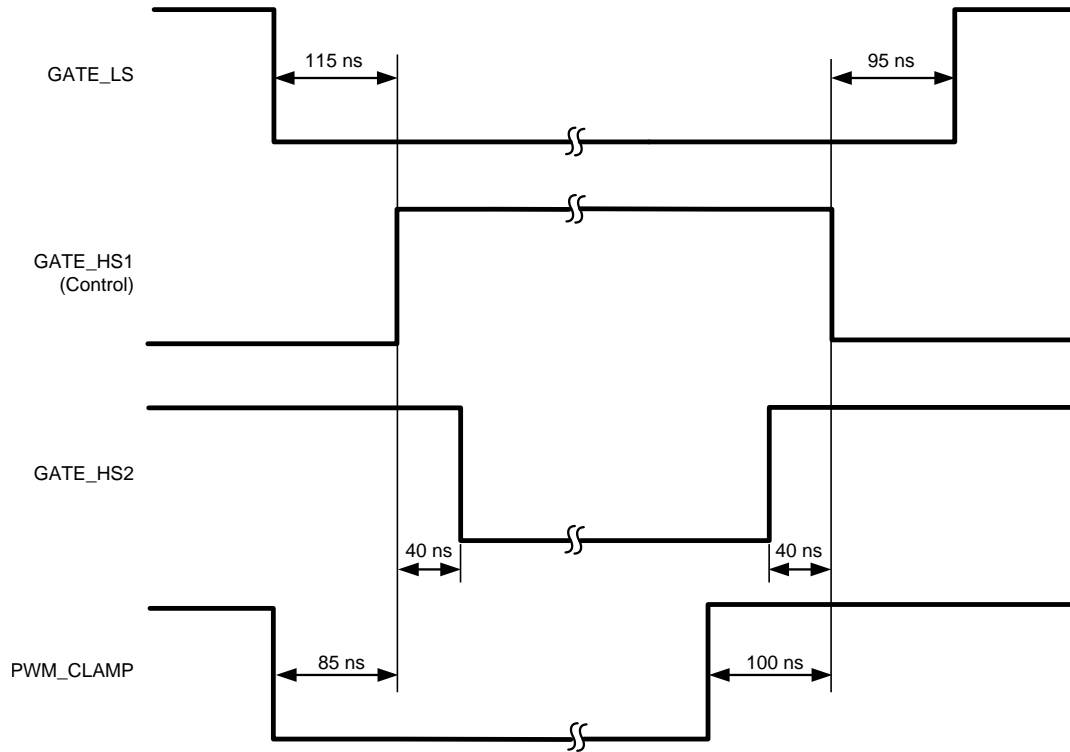 115 ns
95 ns
GATE_LS
GATE_HS1
(Control)
GATE_HS2
40 ns
40 ns
PWM_CLAMP
85 ns
100 ns